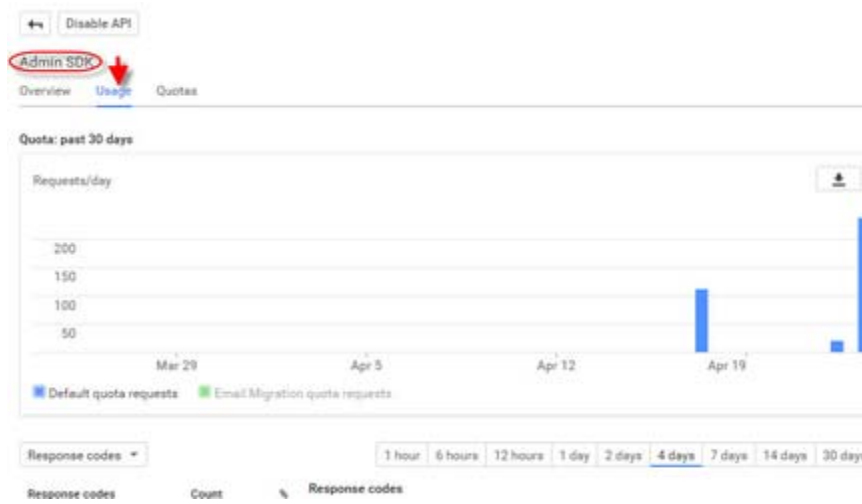 Disable API
Admin SDK
Overview Usage Quotas
Quota: past 30 days
Requests/day
200
150
100
50
Mar 29 Apr 5 Apr 12 Apr 19
Default quota requests Email Migration quota requests
Response codes 1 hour 6 hours 12 hours 1 day 2 days 4 days 7 days 14 days 30 days
Response codes Count % Response codes